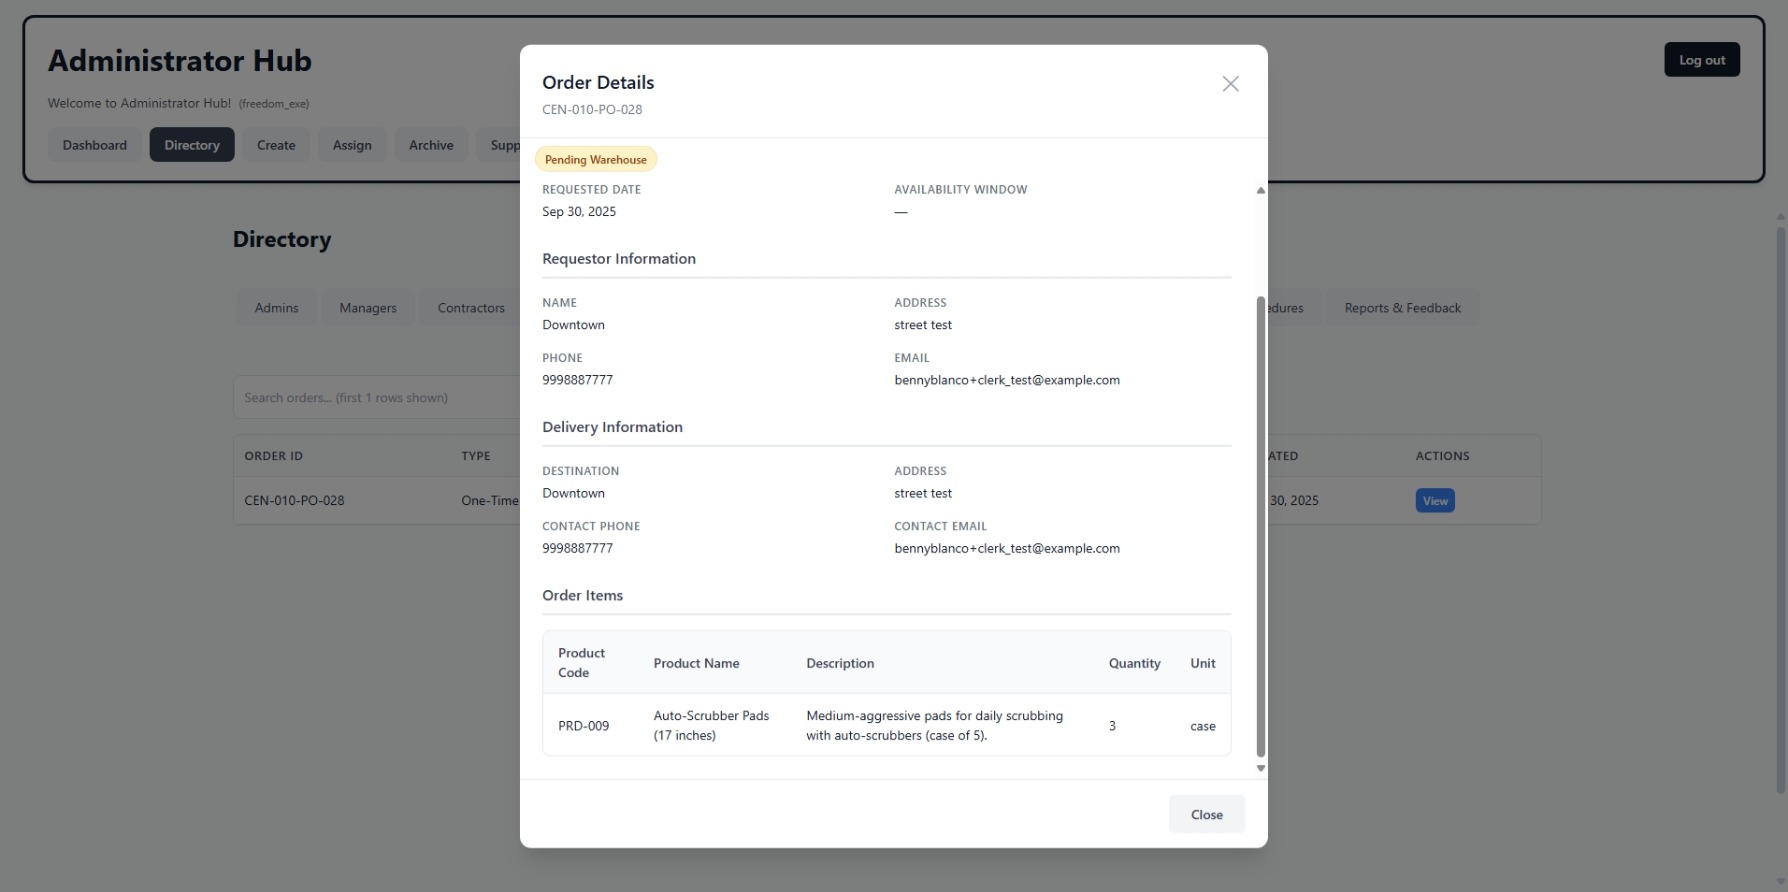 Administrator Hub
Log out
Welcome to Administrator Hub! (freedom_exe)
Dashboard Directory Create Assign Archive
Directory
Admins Managers Contractors Reports & Feedback
Search orders... (first 1 rows shown)
ORDER ID TYPE ACTIONS
CEN-010-PO-028 One-Time 30, 2025 View
Order Details
CEN-010-PO-028
Pending Warehouse
REQUESTED DATE AVAILABILITY WINDOW
Sep 30, 2025 —
Requestor Information
NAME ADDRESS
Downtown street test
PHONE EMAIL
9998887777 bennyblanco+clerk_test@example.com
Delivery Information
DESTINATION ADDRESS
Downtown street test
CONTACT PHONE CONTACT EMAIL
9998887777 bennyblanco+clerk_test@example.com
Order Items
Product
Code Product Name Description Quantity Unit
PRD-009 Auto-Scrubber Pads Medium-aggressive pads for daily scrubbing 3 case
(17 inches) with auto-scrubbers (case of 5).
Close